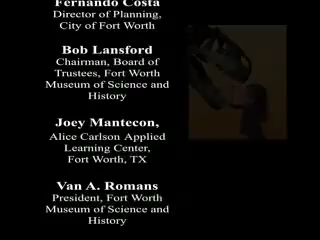 Fernando Costa
Director of Planning,
City of Fort Worth
Bob Lansford
Chairman, Board of
Trustees, Fort Worth
Museum of Science and
History
Joey Mantecon,
Alice Carlson Applied
Learning Center,
Fort Worth, TX
Van A. Romans
President, Fort Worth
Museum of Science and
History